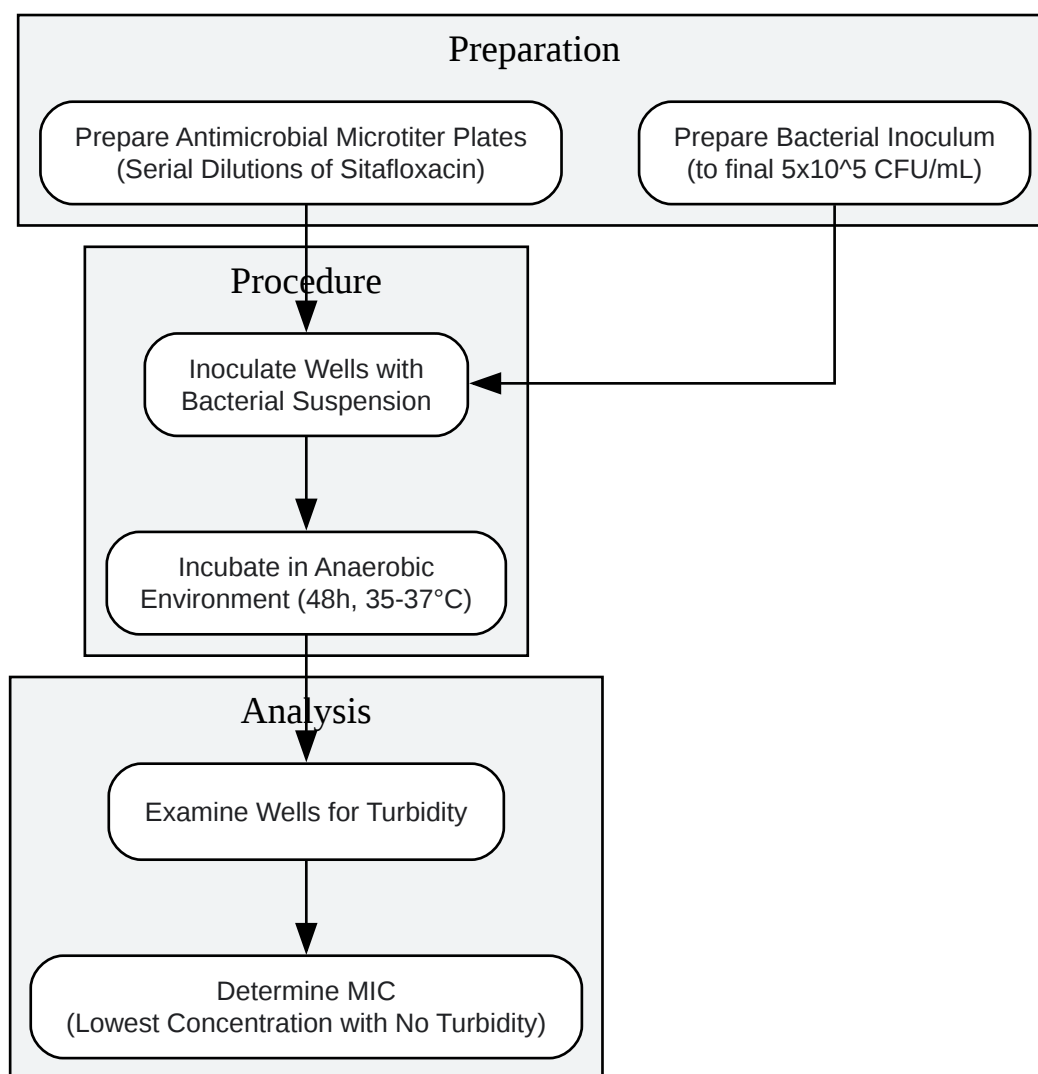 Preparation
Prepare Antimicrobial Microtiter Plates
(Serial Dilutions of Sitafloxacin)
Prepare Bacterial Inoculum
(to final 5x10^5 CFU/mL)
Procedure
Inoculate Wells with
Bacterial Suspension
Incubate in Anaerobic
Environment (48h, 35-37°C)
Analysis
Examine Wells for Turbidity
Determine MIC
(Lowest Concentration with No Turbidity)